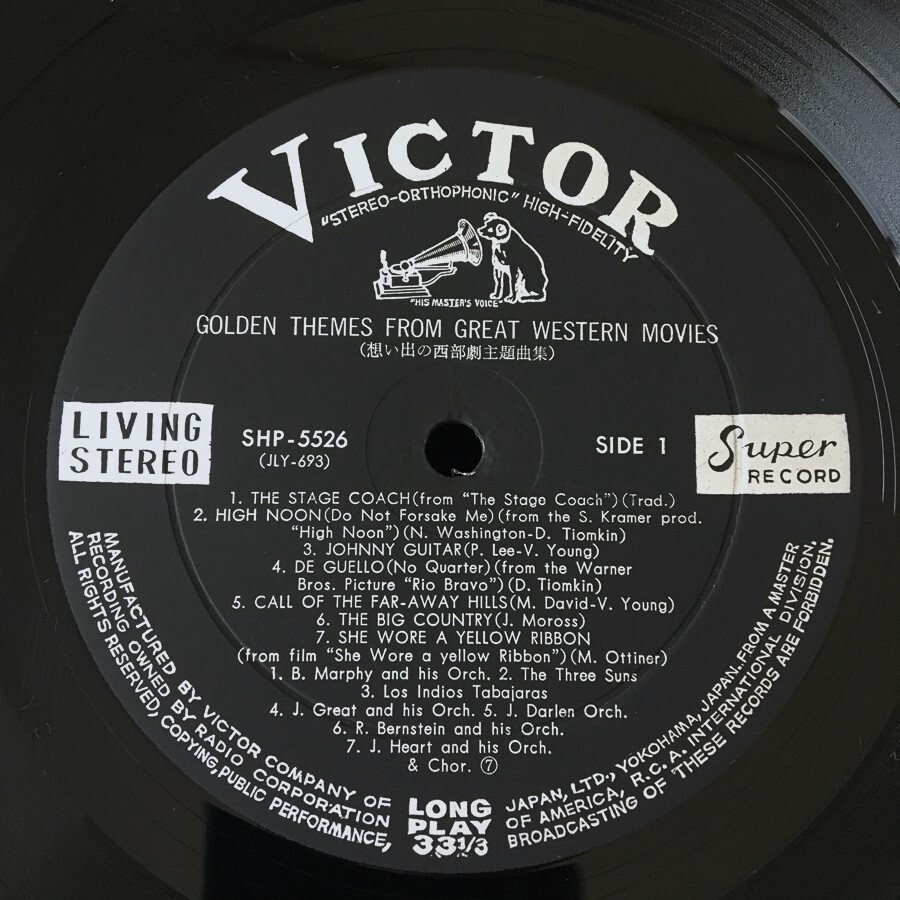 VICTOR
"STEREO-ORTHOPHONIC" HIGH-FIDELITY
"HIS MASTER'S VOICE"
GOLDEN THEMES FROM GREAT WESTERN MOVIES
(想い出の西部劇主題曲集)
LIVING STEREO
SHP-5526
(JLY-693)
SIDE 1
Super RECORD
1. THE STAGE COACH(from "The Stage Coach")(Trad.)
2. HIGH NOON(Do Not Forsake Me)(from the S. Kramer prod.
"High Noon")(N. Washington-D. Tiomkin)
3. JOHNNY GUITAR(P. Lee-V. Young)
4. DE GUELLO(No Quarter)(from the Warner
Bros. Picture "Rio Bravo")(D. Tiomkin)
5. CALL OF THE FAR-AWAY HILLS(M. David-V. Young)
6. THE BIG COUNTRY(J. Moross)
7. SHE WORE A YELLOW RIBBON
(from film "She Wore a yellow Ribbon")(M. Ottiner)
1. B. Marphy and his Orch. 2. The Three Suns
3. Los Indios Tabajaras
4. J. Great and his Orch. 5. J. Darlen Orch.
6. R. Bernstein and his Orch.
7. J. Heart and his Orch.
& Chor. ⑦
MANUFACTURED BY VICTOR COMPANY OF JAPAN, LTD., YOKOHAMA, JAPAN. FROM A MASTER
RECORDING OWNED BY RADIO CORPORATION OF AMERICA, R.C.A. INTERNATIONAL DIVISION.
ALL RIGHTS RESERVED, COPYING, PUBLIC PERFORMANCE, BROADCASTING OF THESE RECORDS ARE FORBIDDEN.
LONG
PLAY
33 1/3